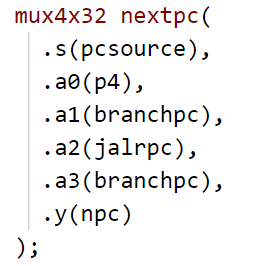 mux4x32 nextpc(
.s(pcsource),
.a0(p4),
.a1(branchpc),
.a2(jalrpc),
.a3(branchpc),
.y(npc)
);